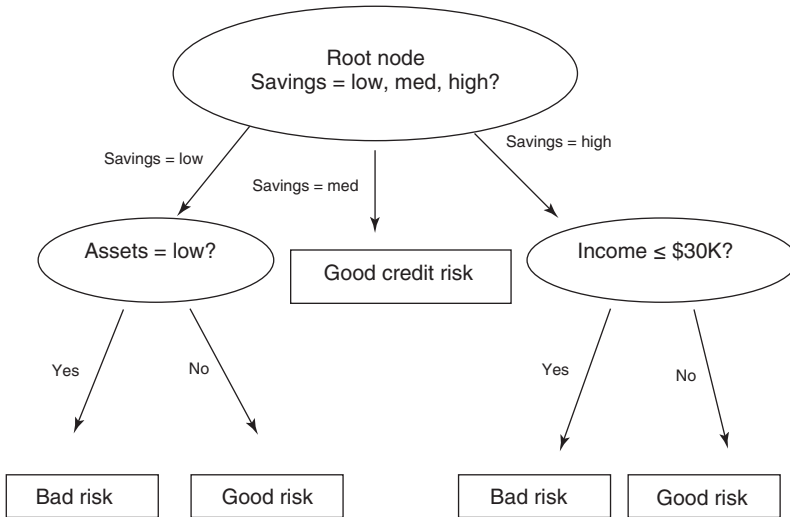 Root node
Savings = low, med, high?
Savings = low
Savings = med
Savings = high
Assets = low?
Good credit risk
Income ≤ $30K?
Yes
No
Yes
No
Bad risk
Good risk
Bad risk
Good risk